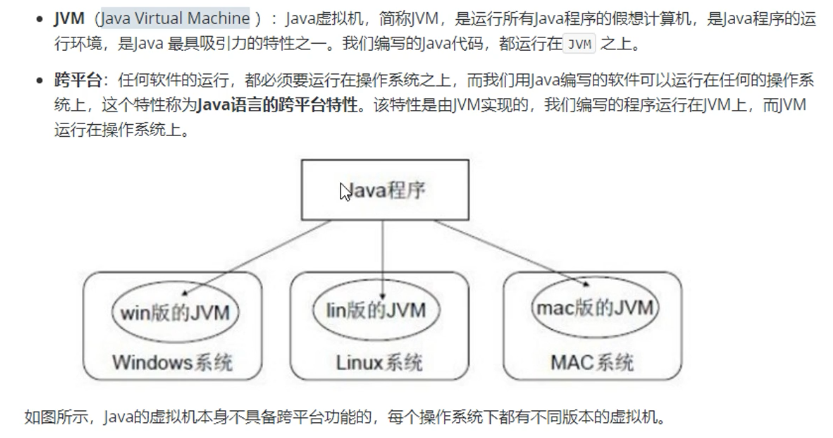 JVM（Java Virtual Machine ）：Java虚拟机，简称JVM，是运行所有Java程序的假想计算机，是Java程序的运
行环境，是Java 最具吸引力的特性之一。我们编写的Java代码，都运行在 JVM 之上。
跨平台：任何软件的运行，都必须要运行在操作系统之上，而我们用Java编写的软件可以运行在任何的操作系
统上，这个特性称为Java语言的跨平台特性。该特性是由JVM实现的，我们编写的程序运行在JVM上，而JVM
运行在操作系统上。
Java程序
win版的JVM
lin版的JVM
mac版的JVM
Windows系统
Linux系统
MAC系统
如图所示，Java的虚拟机本身不具备跨平台功能的，每个操作系统下都有不同版本的虚拟机。